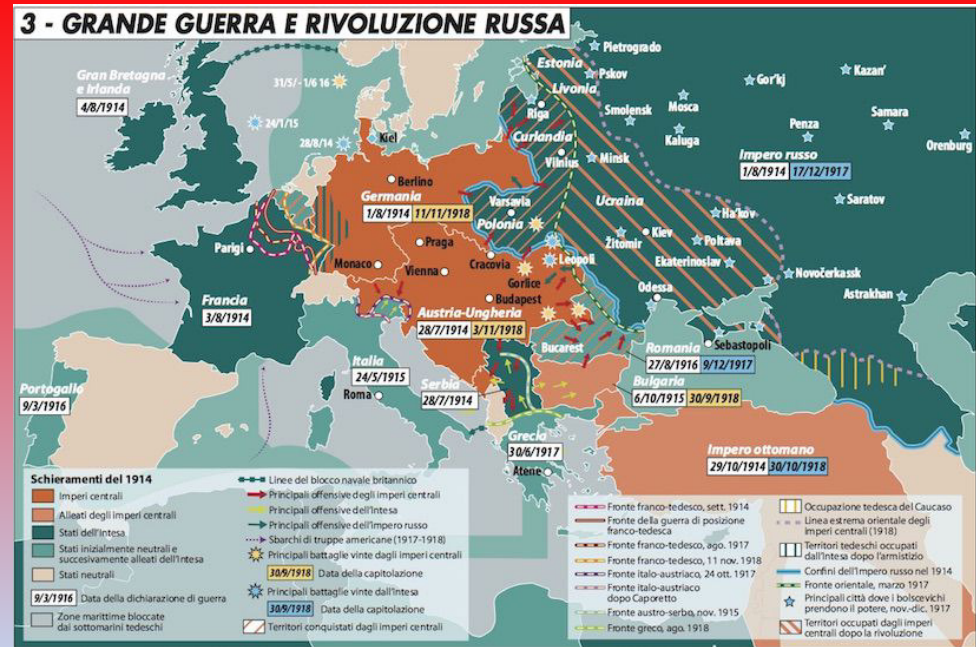 3 - GRANDE GUERRA E RIVOLUZIONE RUSSA
Gran Bretagna
e Irlanda
4/8/1914
31/5/-1/6 16
24/1/15
28/8/14
Kiel
Berlino
Germania
1/8/1914 11/11/1918
Estonia
Livonia
Riga
Curlandia
Vilnius
Pietrogrado
Pskov
Smolensk
Mosca
Kaluga
Minsk
Gor'kj
Kazan'
Penza
Samara
Orenburg
Impero russo
1/8/1914 17/12/1917
Saratov
Varsavia
Polonia
Ucraina
Ha'kov
Žitomir
Kiev
Poltava
Ekaterinoslav
Novočerkassk
Astrakhan
Odessa
Sebastopoli
Parigi
Francia
3/8/1914
Praga
Monaco
Vienna
Cracovia
Leopoli
Gorlice
Budapest
Austria-Ungheria
28/7/1914 3/11/1918
Bucarest
Romania
27/8/1916 9/12/1917
Bulgaria
6/10/1915 30/9/1918
Portogallo
9/3/1916
Italia
24/5/1915
Roma
Serbia
28/7/1914
Grecia
30/6/1917
Atene
Impero ottomano
29/10/1914 30/10/1918
Schieramenti del 1914
Imperi centrali
Alleati degli imperi centrali
Stati dell'Intesa
Stati inizialmente neutrali e
succesivamente alleati dell'Intesa
Stati neutrali
9/3/1916 Data della dichiarazione di guerra
Zone marittime bloccate
dai sottomarini tedeschi
Linee del blocco navale britannico
Principali offensive degli imperi centrali
Principali offensive dell'Intesa
Principali offensive dell'impero russo
Sbarchi di truppe americane (1917-1918)
Principali battaglie vinte dagli imperi centrali
30/9/1918 Data della capitolazione
Principali battaglie vinte dall'Intesa
30/9/1918 Data della capitolazione
Territori conquistati dagli imperi centrali
Fronte franco-tedesco, sett. 1914
Fronte della guerra di posizione
franco-tedesca
Fronte franco-tedesco, ago. 1917
Fronte franco-tedesco, 11 nov. 1918
Fronte italo-austriaco, 24 ott. 1917
Fronte italo-austriaco
dopo Caporetto
Fronte austro-serbo, nov. 1915
Fronte greco, ago. 1918
Occupazione tedesca del Caucaso
Linea estrema orientale degli
Imperi centrali (1918)
Territori tedeschi occupati
dall'Intesa dopo l'armistizio
Confini dell'Impero russo nel 1914
Fronte orientale, marzo 1917
Principali città dove i bolscevichi
prendono il potere, nov.-dic. 1917
Territori occupati dagli imperi
centrali dopo la rivoluzione